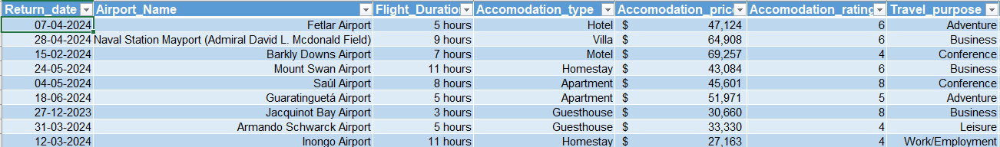 Return_date Airport_Name Flight_Duration Accomodation_type Accomodation_pric Accomodation_rating Travel_purpose
07-04-2024 Fetlar Airport 5 hours Hotel $ 47,124 6 Adventure
28-04-2024 Naval Station Mayport (Admiral David L. Mcdonald Field) 9 hours Villa $ 64,908 6 Business
15-02-2024 Barkly Downs Airport 7 hours Motel $ 69,257 4 Conference
24-05-2024 Mount Swan Airport 11 hours Homestay $ 43,084 6 Business
04-05-2024 Saúl Airport 8 hours Apartment $ 45,601 8 Conference
18-06-2024 Guaratinguetá Airport 5 hours Apartment $ 51,971 5 Adventure
27-12-2023 Jacquinot Bay Airport 3 hours Guesthouse $ 30,660 8 Business
31-03-2024 Armando Schwarck Airport 5 hours Guesthouse $ 33,330 4 Leisure
12-03-2024 Inongo Airport 11 hours Homestay $ 27,163 4 Work/Employment